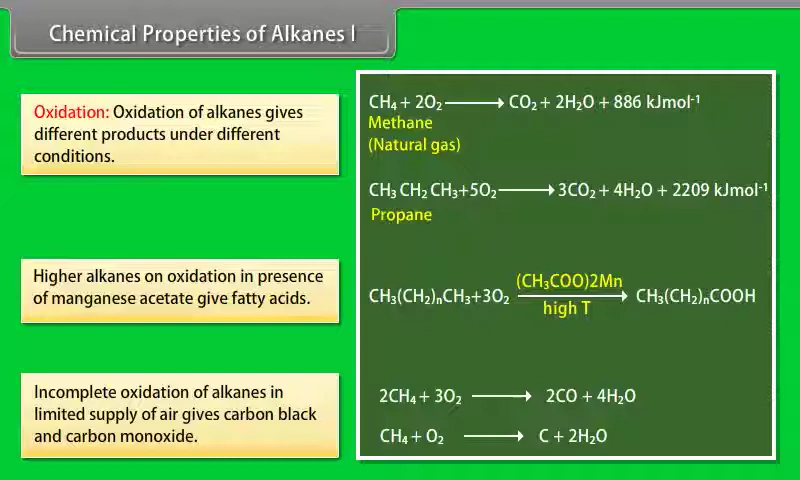 Chemical Properties of Alkanes I
Oxidation: Oxidation of alkanes gives
different products under different
conditions.
CH₄ + 2O₂ ⟶ CO₂ + 2H₂O + 886 kJmol⁻¹
Methane
(Natural gas)
CH₃ CH₂ CH₃+5O₂ ⟶ 3CO₂ + 4H₂O + 2209 kJmol⁻¹
Propane
Higher alkanes on oxidation in presence
of manganese acetate give fatty acids.
(CH₃COO)2Mn
CH₃(CH₂)ₙCH₃+3O₂ ⟶ CH₃(CH₂)ₙCOOH
high T
Incomplete oxidation of alkanes in
limited supply of air gives carbon black
and carbon monoxide.
2CH₄ + 3O₂ ⟶ 2CO + 4H₂O
CH₄ + O₂ ⟶ C + 2H₂O